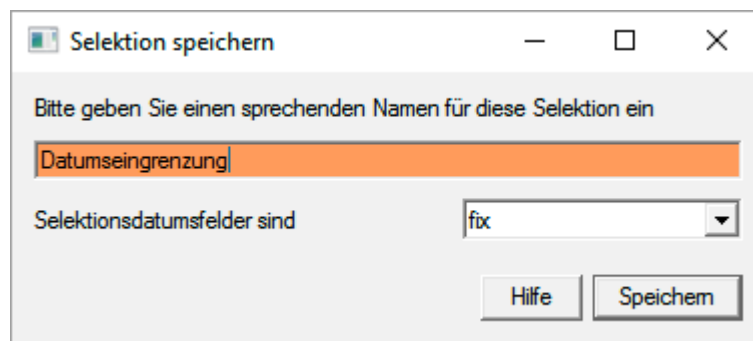 Selektion speichern
Bitte geben Sie einen sprechenden Namen für diese Selektion ein
Datumseingrenzung
Selektionsdatumsfelder sind fix
Hilfe Speichern